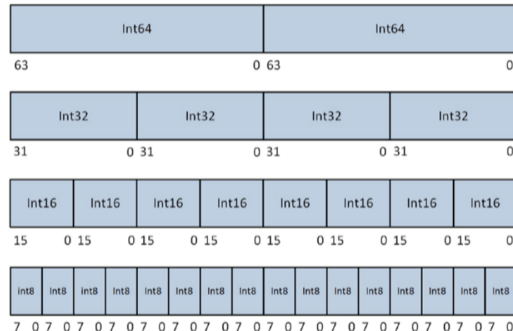 Int64 Int64
63 0 63 0
Int32 Int32 Int32 Int32
31 0 31 0 31 0 31 0
Int16 Int16 Int16 Int16 Int16 Int16 Int16 Int16
15 0 15 0 15 0 15 0 15 0 15 0 15 0 15 0
int8 Int8 Int8 Int8 Int8 Int8 Int8 Int8 Int8 Int8 Int8 Int8 Int8 Int8 Int8 Int8
7 0 7 0 7 0 7 0 7 0 7 0 7 0 7 0 7 0 7 0 7 0 7 0 7 0 7 0 7 0 7 0